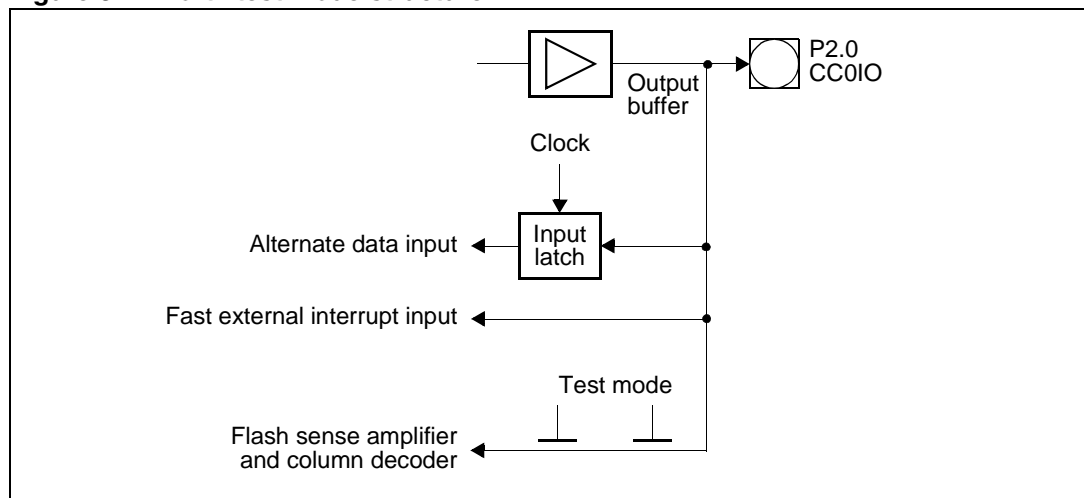 P2.0
CC0IO
Output
buffer
Clock
Input
latch
Alternate data input
Fast external interrupt input
Test mode
Flash sense amplifier
and column decoder